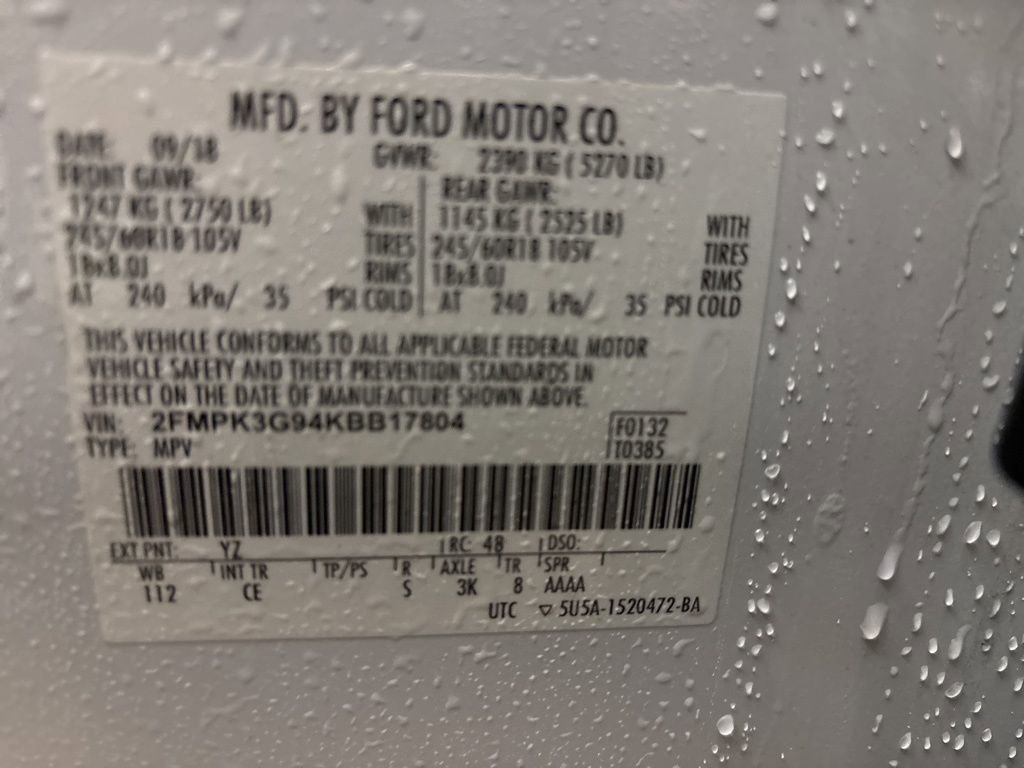 MFD. BY FORD MOTOR CO.
DATE: 09/18 GVWR: 2390 KG ( 5270 LB)
FRONT GAWR: REAR GAWR:
1247 KG ( 2750 LB) WITH 1145 KG ( 2525 LB) WITH
245/60R18 105V TIRES 245/60R18 105V TIRES
18x8.0J RIMS 18x8.0J RIMS
AT 240 kPa/ 35 PSI COLD AT 240 kPa/ 35 PSI COLD
THIS VEHICLE CONFORMS TO ALL APPLICABLE FEDERAL MOTOR
VEHICLE SAFETY AND THEFT PREVENTION STANDARDS IN
EFFECT ON THE DATE OF MANUFACTURE SHOWN ABOVE.
VIN: 2FMPK3G94KBB17804 F0132
TYPE: MPV T0385
EXT PNT: YZ RC: 48 DSO:
WB INT TR TP/PS R AXLE TR SPR
112 CE S 3K 8 AAAA
UTC ▽ 5U5A-1520472-BA